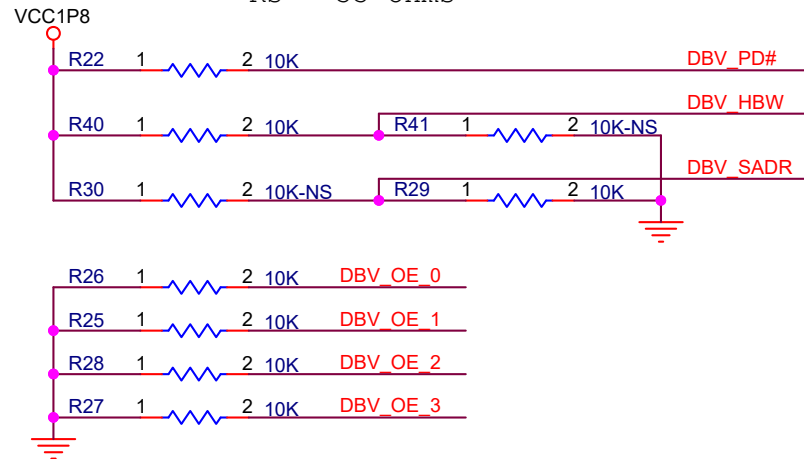 VCC1P8
R22 1 2 10K DBV_PD#
DBV_HBW
R40 1 2 10K R41 1 2 10K-NS
DBV_SADR
R30 1 2 10K-NS R29 1 2 10K
R26 1 2 10K DBV_OE_0
R25 1 2 10K DBV_OE_1
R28 1 2 10K DBV_OE_2
R27 1 2 10K DBV_OE_3